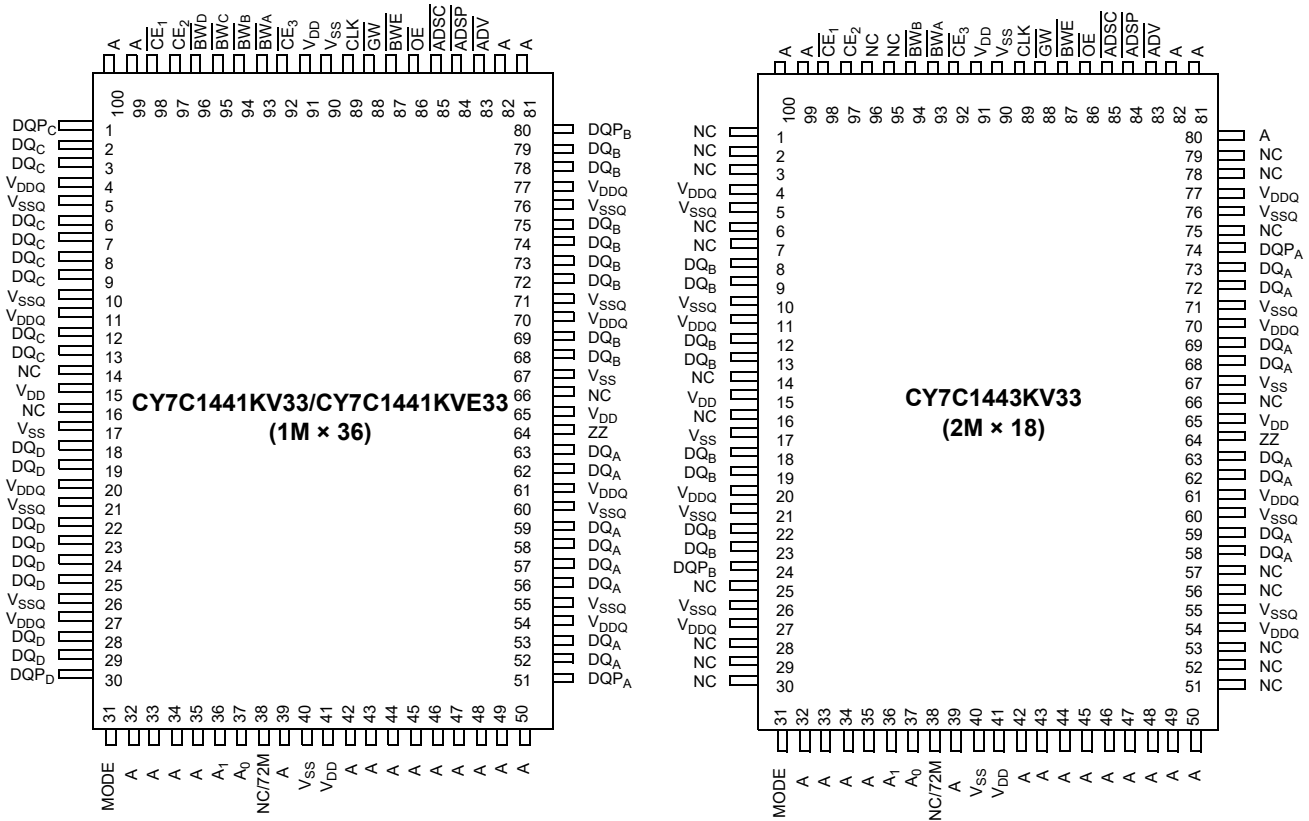 A A CE1 CE2 BWD BWC BWB BWA CE3 VDD VSS CLK GW BWE OE ADSC ADSP ADV A A
100 99 98 97 96 95 94 93 92 91 90 89 88 87 86 85 84 83 82 81
DQPC 1 80 DQPB
DQC 2 79 DQB
DQC 3 78 DQB
VDDQ 4 77 VDDQ
VSSQ 5 76 VSSQ
DQC 6 75 DQB
DQC 7 74 DQB
DQC 8 73 DQB
DQC 9 72 DQB
VSSQ 10 71 VSSQ
VDDQ 11 70 VDDQ
DQC 12 69 DQB
DQC 13 68 DQB
NC 14 67 VSS
VDD 15 66 NC
NC 16 65 VDD
VSS 17 64 ZZ
DQD 18 63 DQA
DQD 19 62 DQA
VDDQ 20 61 VDDQ
VSSQ 21 60 VSSQ
DQD 22 59 DQA
DQD 23 58 DQA
DQD 24 57 DQA
DQD 25 56 DQA
VSSQ 26 55 VSSQ
VDDQ 27 54 VDDQ
DQD 28 53 DQA
DQD 29 52 DQA
DQPD 30 51 DQPA
CY7C1441KV33/CY7C1441KVE33
(1M × 36)
31 32 33 34 35 36 37 38 39 40 41 42 43 44 45 46 47 48 49 50
MODE A A A A A1 A0 NC/72M A VSS VDD A A A A A A A A A
A A CE1 CE2 NC NC BWB BWA CE3 VDD VSS CLK GW BWE OE ADSC ADSP ADV A A
100 99 98 97 96 95 94 93 92 91 90 89 88 87 86 85 84 83 82 81
NC 1 80 A
NC 2 79 NC
NC 3 78 NC
VDDQ 4 77 VDDQ
VSSQ 5 76 VSSQ
NC 6 75 NC
NC 7 74 DQPA
DQB 8 73 DQA
DQB 9 72 DQA
VSSQ 10 71 VSSQ
VDDQ 11 70 VDDQ
DQB 12 69 DQA
DQB 13 68 DQA
NC 14 67 VSS
VDD 15 66 NC
NC 16 65 VDD
VSS 17 64 ZZ
DQB 18 63 DQA
DQB 19 62 DQA
VDDQ 20 61 VDDQ
VSSQ 21 60 VSSQ
DQB 22 59 DQA
DQB 23 58 DQA
DQPB 24 57 NC
NC 25 56 NC
VSSQ 26 55 VSSQ
VDDQ 27 54 VDDQ
NC 28 53 NC
NC 29 52 NC
NC 30 51 NC
CY7C1443KV33
(2M × 18)
31 32 33 34 35 36 37 38 39 40 41 42 43 44 45 46 47 48 49 50
MODE A A A A A1 A0 NC/72M A VSS VDD A A A A A A A A A